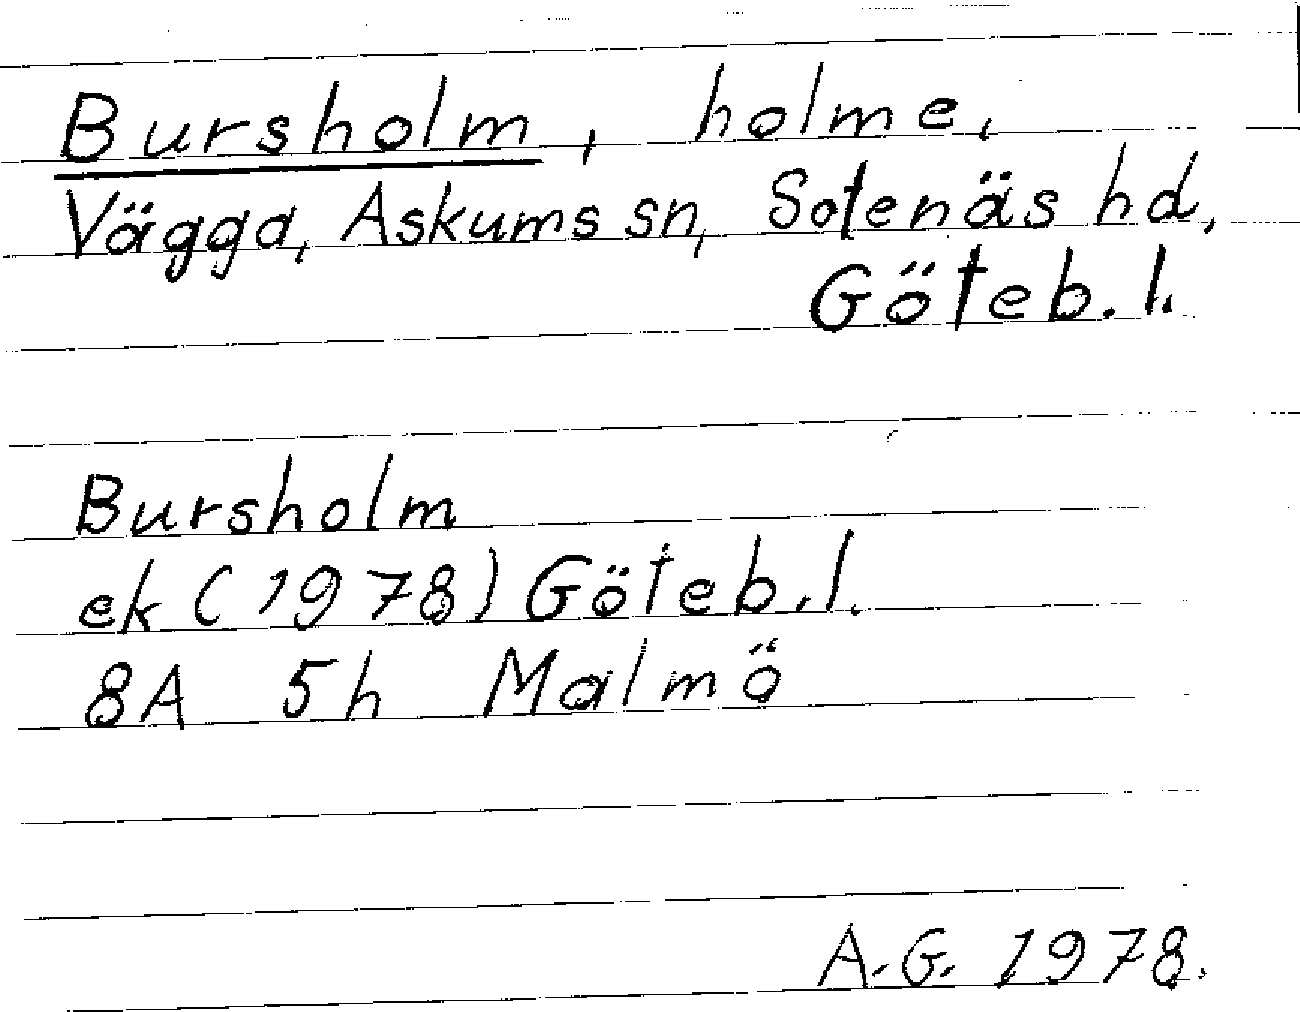 Bursholm, holme,
Vägga, Askums sn, Sotenäs hd,
Göteb. l.
Bursholm
ek (1978) Göteb. l.
8A 5h Malmö
A.G. 1978.